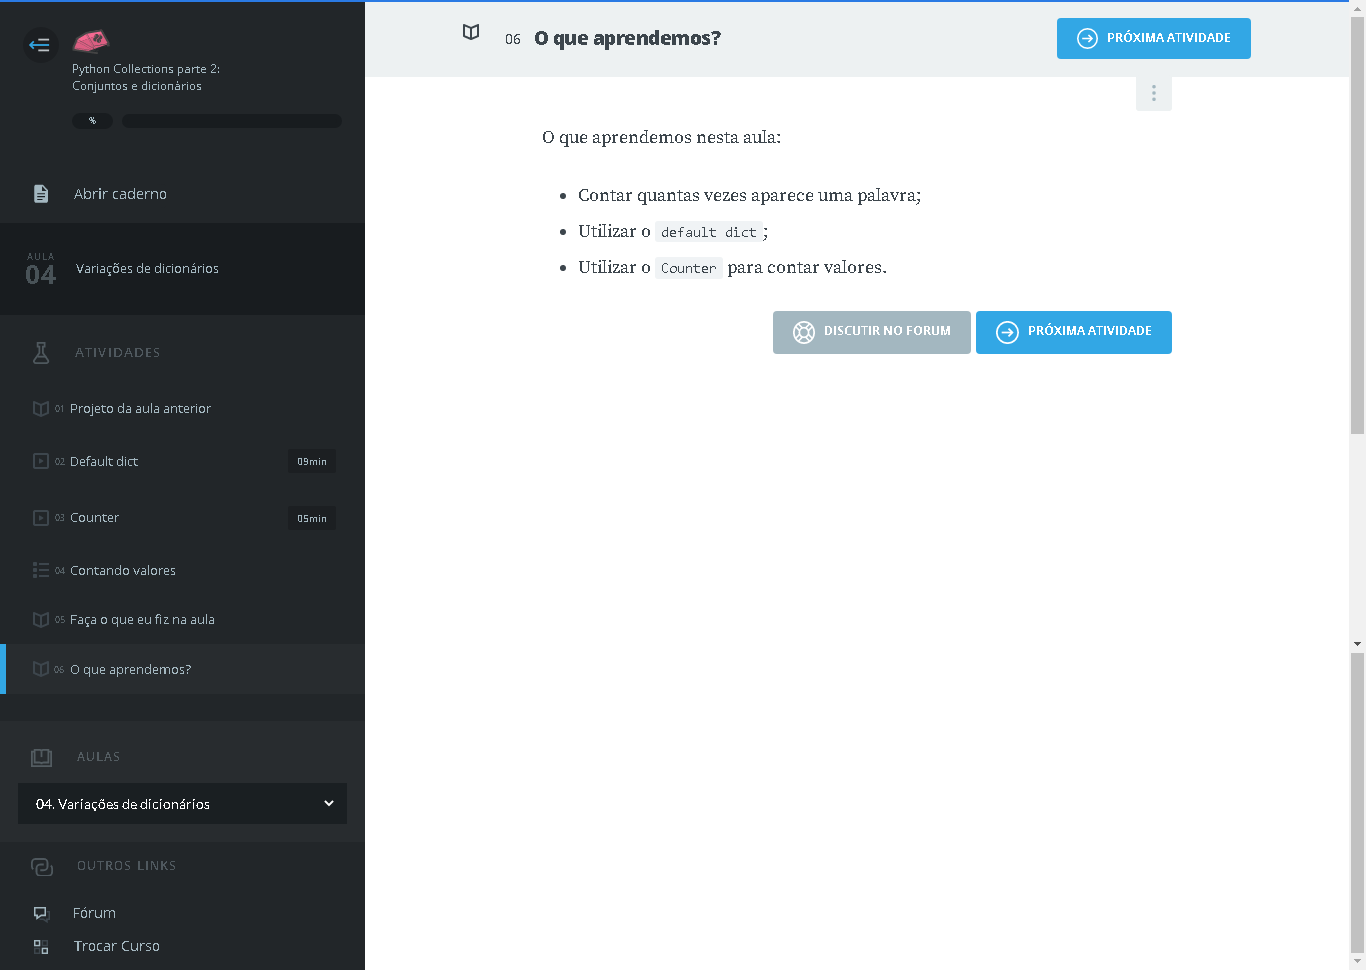 Python Collections parte 2:
Conjuntos e dicionários
%
Abrir caderno
AULA
04
Variações de dicionários
ATIVIDADES
01 Projeto da aula anterior
02 Default dict 09min
03 Counter 05min
04 Contando valores
05 Faça o que eu fiz na aula
06 O que aprendemos?
AULAS
04. Variações de dicionários
OUTROS LINKS
Fórum
Trocar Curso
06 O que aprendemos?
PRÓXIMA ATIVIDADE
O que aprendemos nesta aula:
• Contar quantas vezes aparece uma palavra;
• Utilizar o default dict;
• Utilizar o Counter para contar valores.
DISCUTIR NO FORUM
PRÓXIMA ATIVIDADE